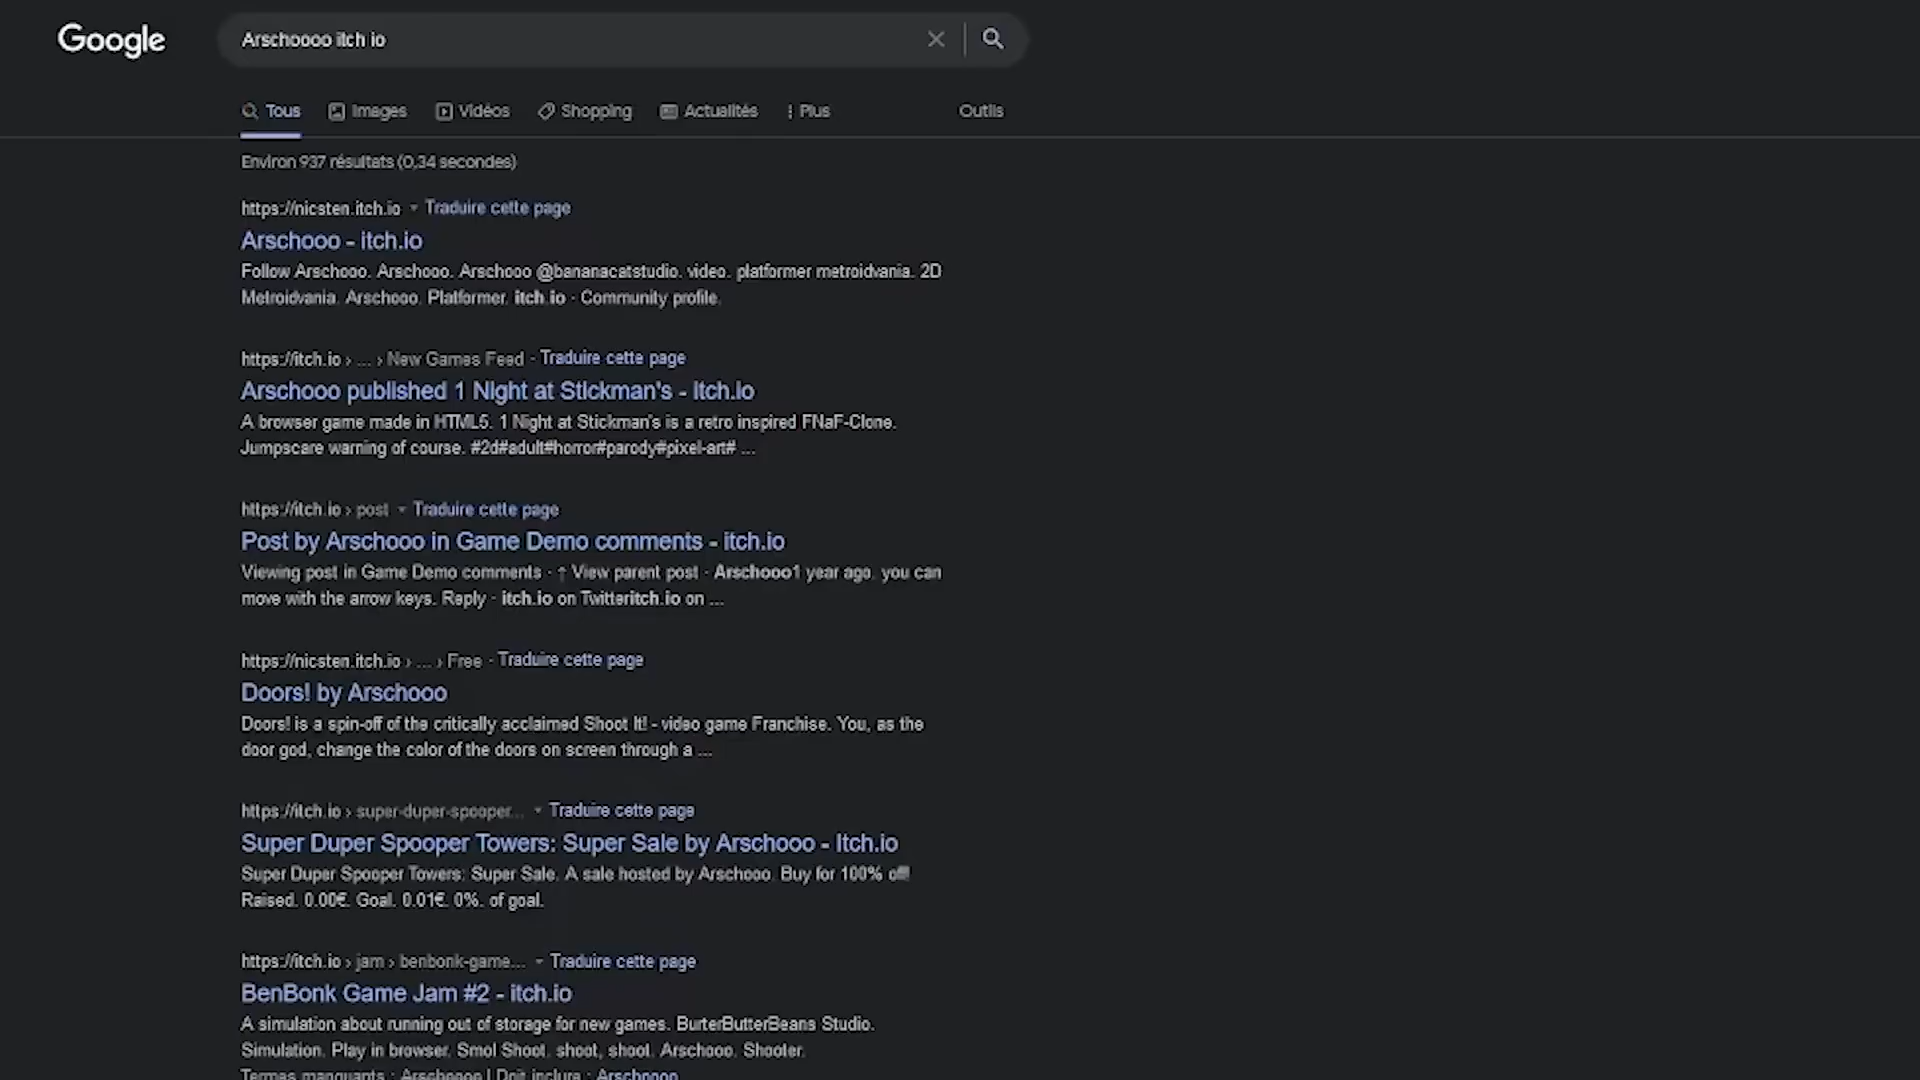 Google
Arschoooo itch io
Tous Images Vidéos Shopping Actualités Plus Outils
Environ 937 résultats (0,34 secondes)
https://nicsten.itch.io Traduire cette page
Arschooo - itch.io
Follow Arschooo. Arschooo. Arschooo @bananacatstudio. video. platformer metroidvania. 2D
Metroidvania. Arschooo. Platformer. itch.io · Community profile.
https://itch.io › ... › New Games Feed · Traduire cette page
Arschooo published 1 Night at Stickman's - itch.io
A browser game made in HTML5. 1 Night at Stickman's is a retro inspired FNaF-Clone.
Jumpscare warning of course. #2d#adult#horror#parody#pixel-art# ...
https://itch.io › post Traduire cette page
Post by Arschooo in Game Demo comments - itch.io
Viewing post in Game Demo comments · ↑ View parent post · Arschooo1 year ago. you can
move with the arrow keys. Reply · itch.io on Twitteritch.io on ...
https://nicsten.itch.io › ... › Free · Traduire cette page
Doors! by Arschooo
Doors! is a spin-off of the critically acclaimed Shoot It! - video game Franchise. You, as the
door god, change the color of the doors on screen through a ...
https://itch.io › super-duper-spooper... Traduire cette page
Super Duper Spooper Towers: Super Sale by Arschooo - itch.io
Super Duper Spooper Towers: Super Sale. A sale hosted by Arschooo. Buy for 100% off!
Raised. 0.00€. Goal. 0.01€. 0%. of goal.
https://itch.io › jam › benbonk-game... Traduire cette page
BenBonk Game Jam #2 - itch.io
A simulation about running out of storage for new games. BurterButterBeans Studio.
Simulation. Play in browser. Smol Shoot. shoot, shoot. Arschooo. Shooter.
Termes manquants : Arschoooo | Doit inclure : Arschooo